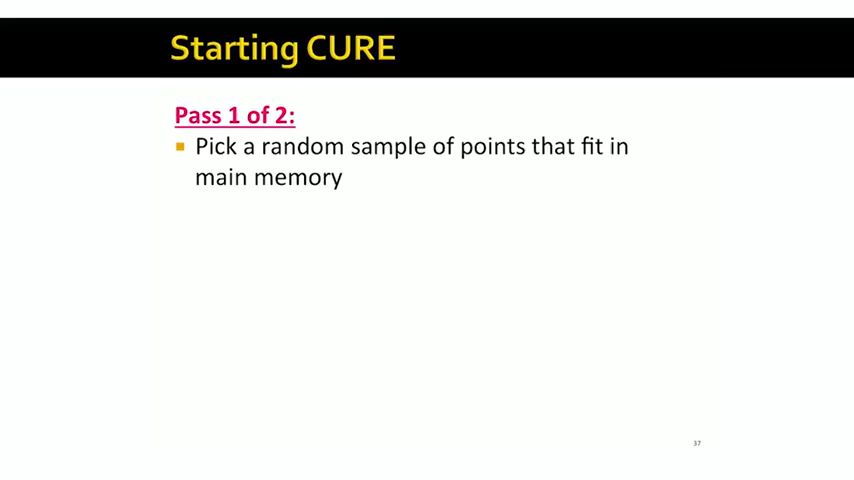 Starting CURE
Pass 1 of 2:
Pick a random sample of points that fit in
main memory
37